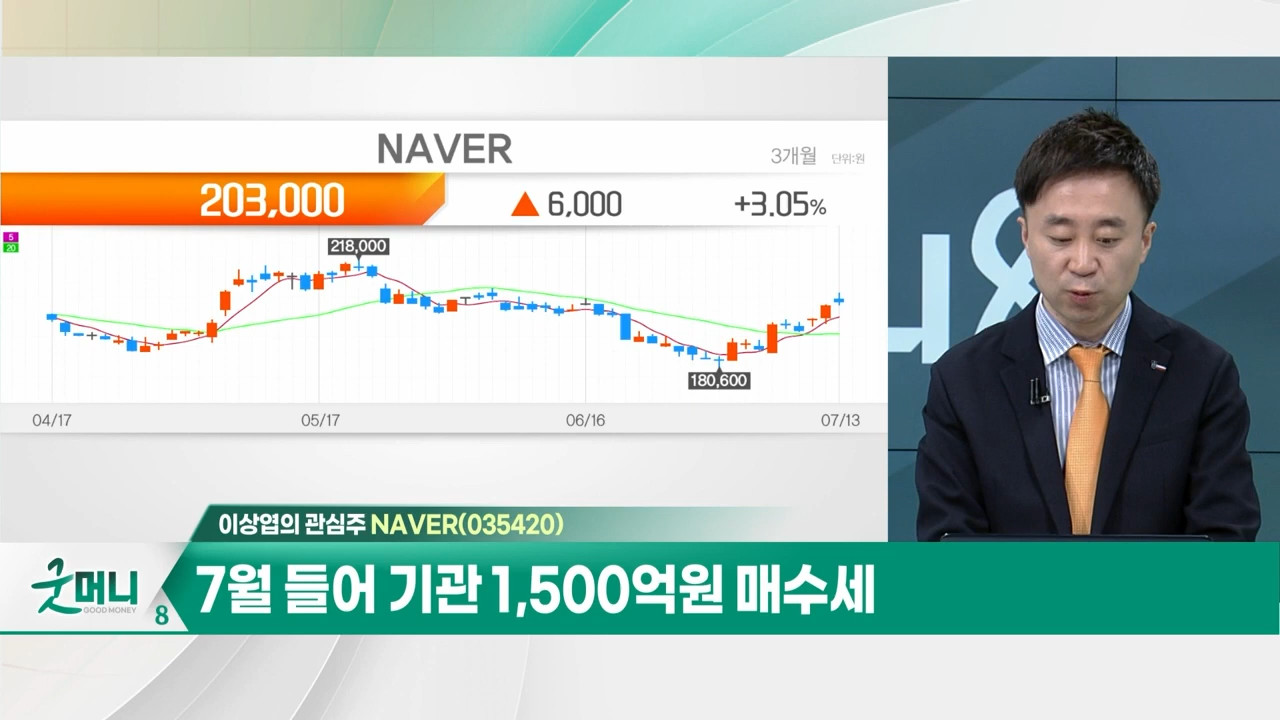 NAVER
3개월 단위:원
203,000 ▲ 6,000 +3.05%
5
20
218,000
180,600
04/17 05/17 06/16 07/13
이상엽의 관심주 NAVER(035420)
굿머니
GOOD MONEY
8
7월 들어 기관 1,500억원 매수세